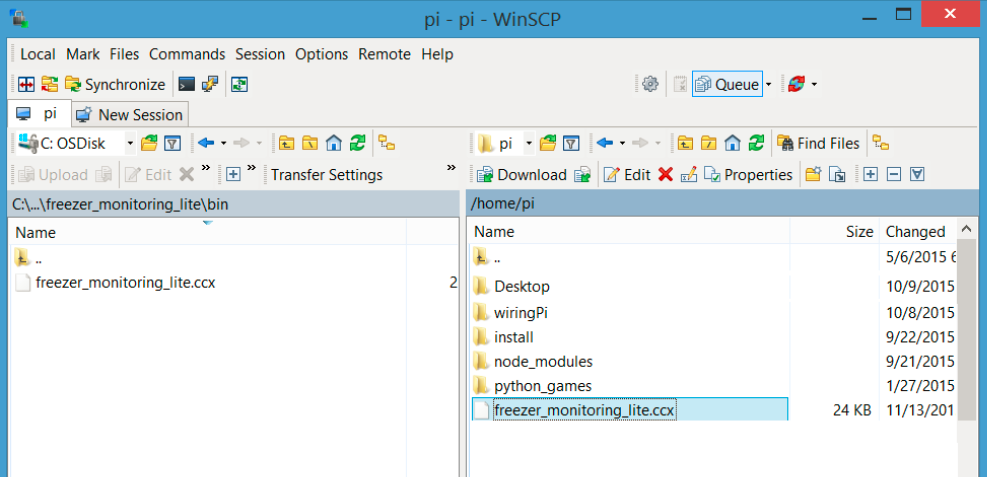 pi - pi - WinSCP
Local Mark Files Commands Session Options Remote Help
Synchronize Queue
pi New Session
C: OSDisk pi Find Files
Upload Edit » » Transfer Settings » Download Edit Properties
C:\...\freezer_monitoring_lite\bin /home/pi
Name Name Size Changed
.. .. 5/6/2015 6
freezer_monitoring_lite.ccx 2 Desktop 10/9/2015
wiringPi 10/8/2015
install 9/22/2015
node_modules 9/21/2015
python_games 1/27/2015
freezer_monitoring_lite.ccx 24 KB 11/13/201